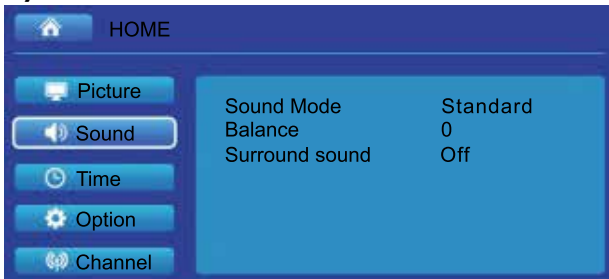 HOME
Picture
Sound
Time
Option
Channel
Sound Mode Standard
Balance 0
Surround sound Off